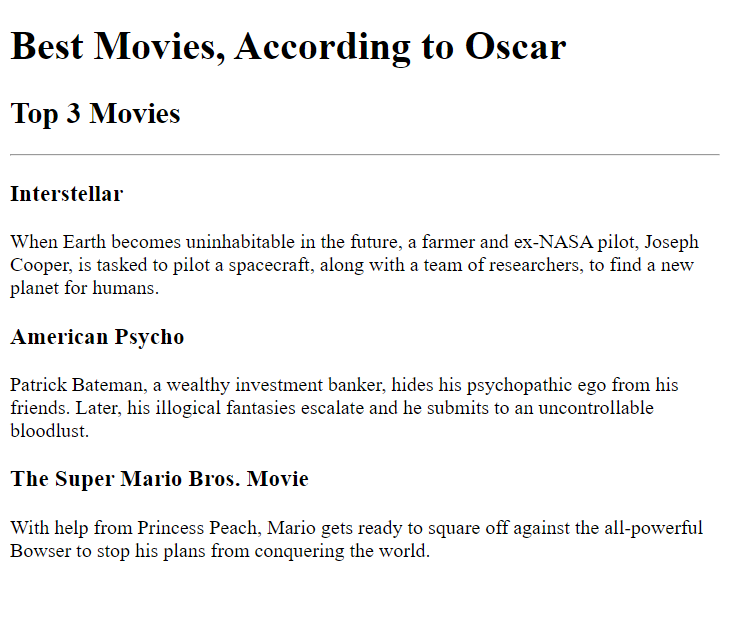 Best Movies, According to Oscar
Top 3 Movies
Interstellar
When Earth becomes uninhabitable in the future, a farmer and ex-NASA pilot, Joseph
Cooper, is tasked to pilot a spacecraft, along with a team of researchers, to find a new
planet for humans.
American Psycho
Patrick Bateman, a wealthy investment banker, hides his psychopathic ego from his
friends. Later, his illogical fantasies escalate and he submits to an uncontrollable
bloodlust.
The Super Mario Bros. Movie
With help from Princess Peach, Mario gets ready to square off against the all-powerful
Bowser to stop his plans from conquering the world.